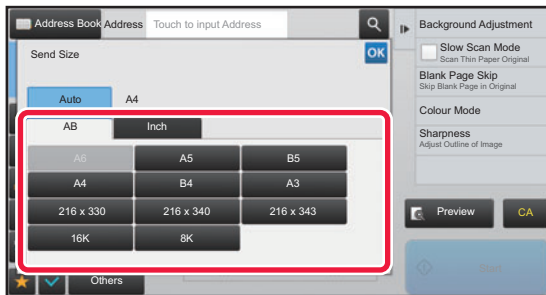 Address Book Address Touch to input Address
Send Size
OK
Auto A4
AB Inch
A6 A5 B5
A4 B4 A3
216 x 330 216 x 340 216 x 343
16K 8K
Others
Background Adjustment
Slow Scan Mode
Scan Thin Paper Original
Blank Page Skip
Skip Blank Page in Original
Colour Mode
Sharpness
Adjust Outline of Image
Preview CA
Start